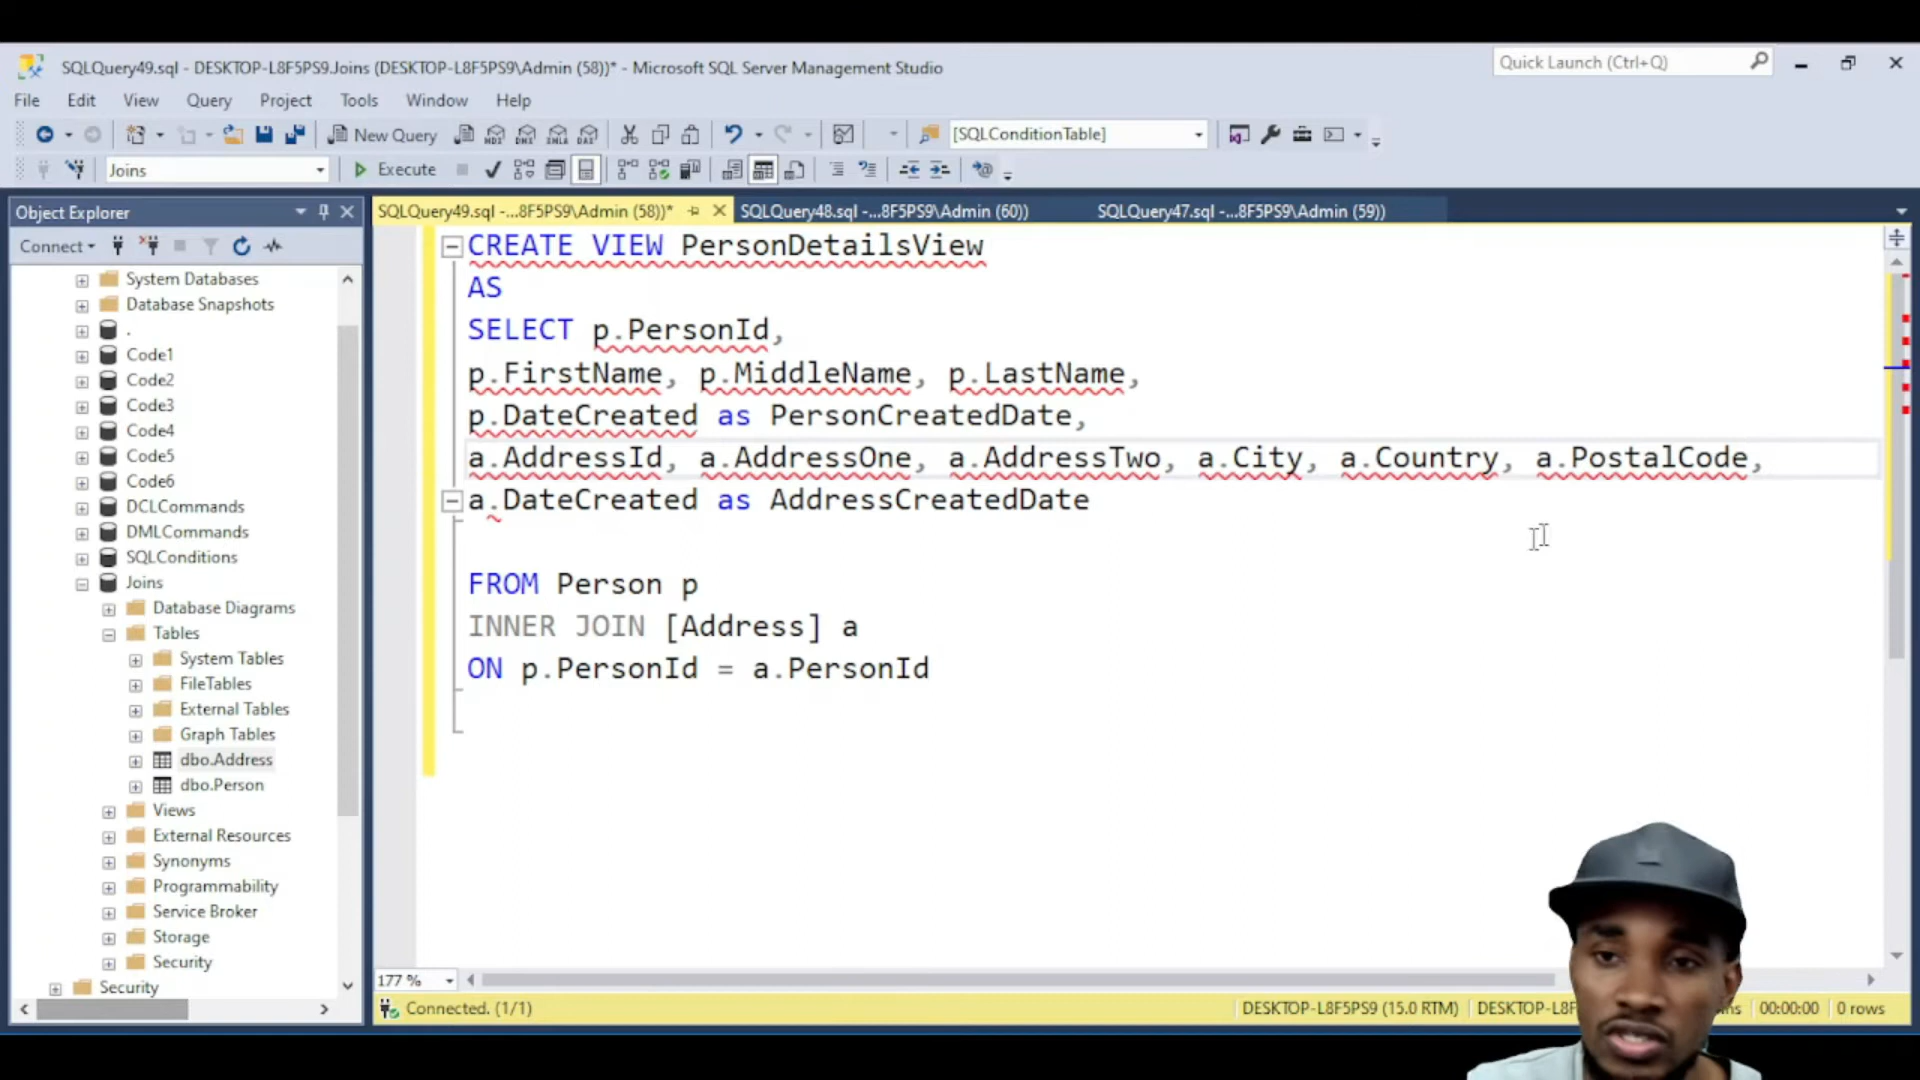 SQLQuery49.sql - DESKTOP-L8F5PS9.Joins (DESKTOP-L8F5PS9\Admin (58))* - Microsoft SQL Server Management Studio
Quick Launch (Ctrl+Q)
File Edit View Query Project Tools Window Help
New Query
MDX DMX XMLA DAX
[SQLConditionTable]
Joins
Execute
Object Explorer
SQLQuery49.sql -...8F5PS9\Admin (58))*
SQLQuery48.sql -...8F5PS9\Admin (60))
SQLQuery47.sql -...8F5PS9\Admin (59))
Connect
System Databases
Database Snapshots
.
Code1
Code2
Code3
Code4
Code5
Code6
DCLCommands
DMLCommands
SQLConditions
Joins
Database Diagrams
Tables
System Tables
FileTables
External Tables
Graph Tables
dbo.Address
dbo.Person
Views
External Resources
Synonyms
Programmability
Service Broker
Storage
Security
Security
CREATE VIEW PersonDetailsView
AS
SELECT p.PersonId,
p.FirstName, p.MiddleName, p.LastName,
p.DateCreated as PersonCreatedDate,
a.AddressId, a.AddressOne, a.AddressTwo, a.City, a.Country, a.PostalCode,
a.DateCreated as AddressCreatedDate
FROM Person p
INNER JOIN [Address] a
ON p.PersonId = a.PersonId
177 %
Connected. (1/1)
DESKTOP-L8F5PS9 (15.0 RTM)
DESKTOP-L8F
00:00:00
0 rows